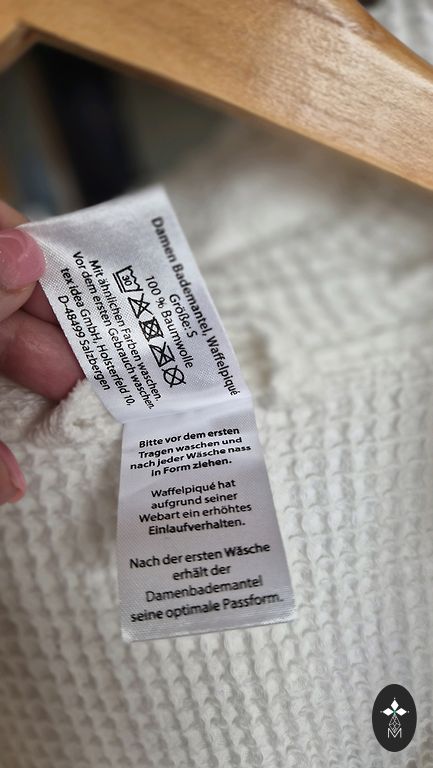 Damen Bademantel, Waffelpiqué
Größe: S
100 % Baumwolle
30
Mit ähnlichen Farben waschen.
Vor dem ersten Gebrauch waschen.
tex idea GmbH, Holsterfeld 10,
D-48499 Salzbergen
Bitte vor dem ersten
Tragen waschen und
nach jeder Wäsche nass
in Form ziehen.
Waffelpiqué hat
aufgrund seiner
Webart ein erhöhtes
Einlaufverhalten.
Nach der ersten Wäsche
erhält der
Damenbademantel
seine optimale Passform.
M